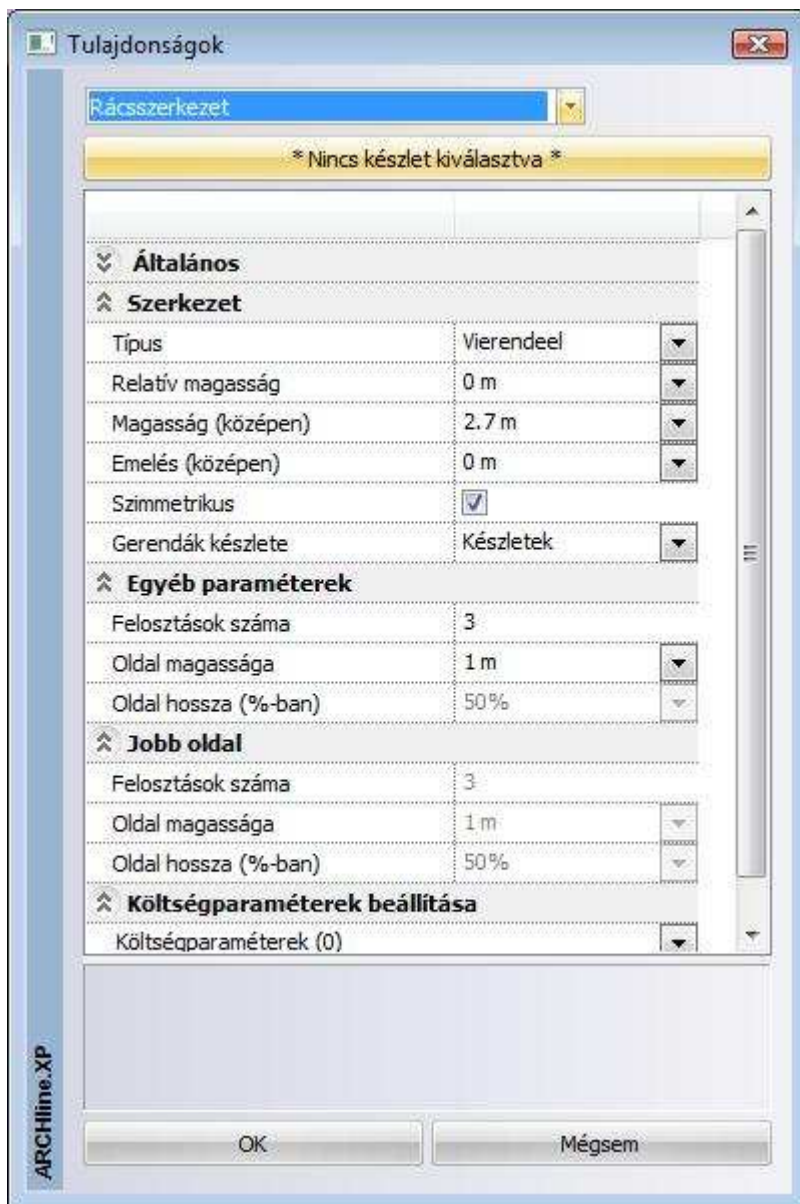 Tulajdonságok
Rácsszerkezet
* Nincs készlet kiválasztva *
Általános
Szerkezet
Típus Vierendeel
Relatív magasság 0 m
Magasság (középen) 2.7 m
Emelés (középen) 0 m
Szimmetrikus
Gerendák készlete Készletek
Egyéb paraméterek
Felosztások száma 3
Oldal magassága 1 m
Oldal hossza (%-ban) 50%
Jobb oldal
Felosztások száma 3
Oldal magassága 1 m
Oldal hossza (%-ban) 50%
Költségparaméterek beállítása
Költségparaméterek (0)
ARCHline.XP
OK Mégsem